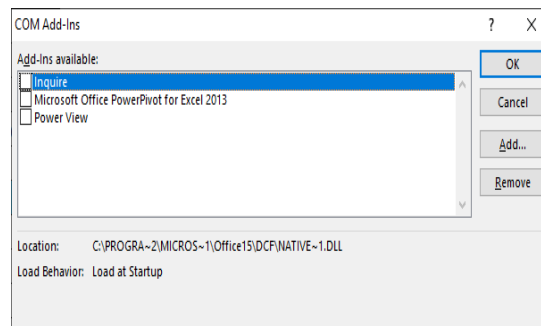 COM Add-Ins ? X
Add-Ins available:
Inquire
Microsoft Office PowerPivot for Excel 2013
Power View
OK
Cancel
Add...
Remove
Location: C:\PROGRA~2\MICROS~1\Office15\DCF\NATIVE~1.DLL
Load Behavior: Load at Startup